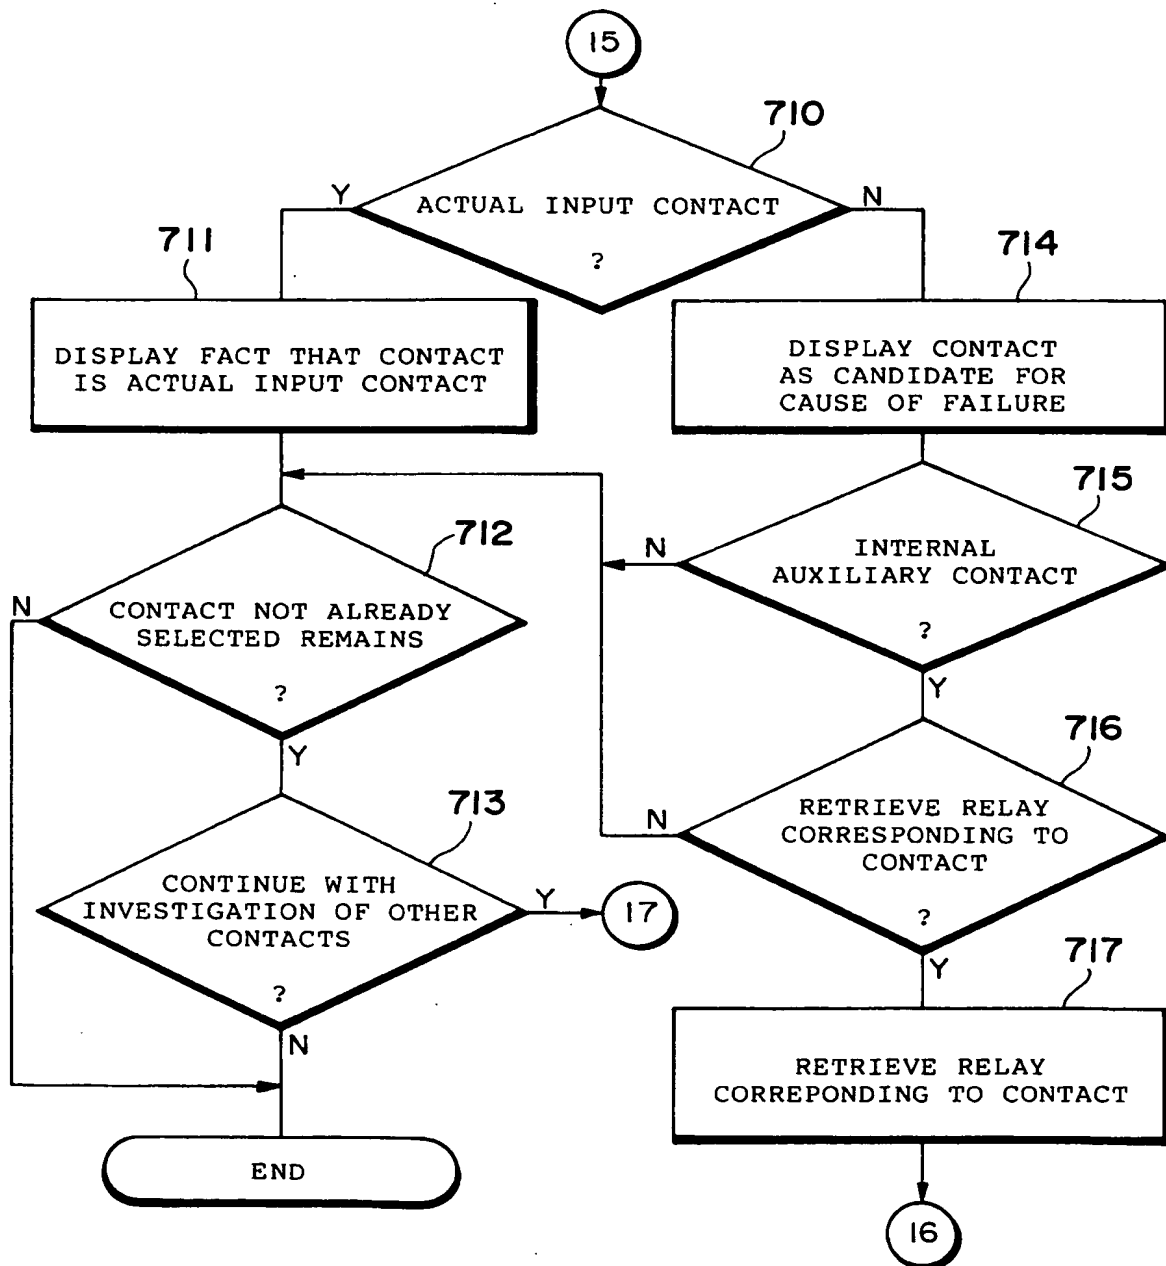 15
710
ACTUAL INPUT CONTACT
?
Y
N
711
DISPLAY FACT THAT CONTACT
IS ACTUAL INPUT CONTACT
714
DISPLAY CONTACT
AS CANDIDATE FOR
CAUSE OF FAILURE
712
CONTACT NOT ALREADY
SELECTED REMAINS
?
N
Y
715
INTERNAL
AUXILIARY CONTACT
?
N
Y
713
CONTINUE WITH
INVESTIGATION OF OTHER
CONTACTS
?
Y
N
17
716
RETRIEVE RELAY
CORRESPONDING TO
CONTACT
?
N
Y
717
RETRIEVE RELAY
CORREPONDING TO CONTACT
END
16